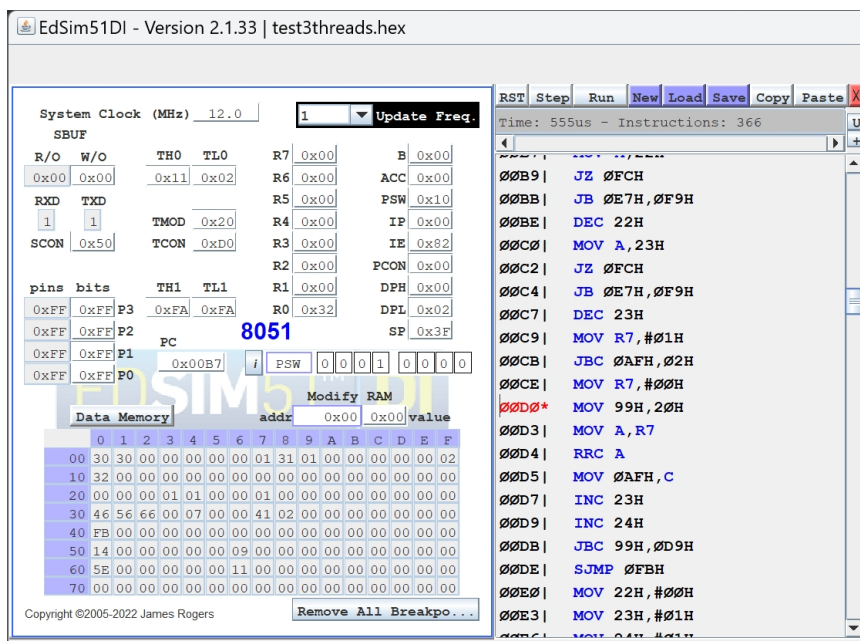 EdSim51DI - Version 2.1.33 | test3threads.hex
System Clock (MHz) 12.0
1 Update Freq.
SBUF
R/O W/O TH0 TL0 R7 0x00 B 0x00
0x00 0x00 0x11 0x02 R6 0x00 ACC 0x00
RXD TXD R5 0x00 PSW 0x10
1 1 TMOD 0x20 R4 0x00 IP 0x00
SCON 0x50 TCON 0xD0 R3 0x00 IE 0x82
R2 0x00 PCON 0x00
pins bits TH1 TL1 R1 0x00 DPH 0x00
0xFF 0xFF P3 0xFA 0xFA R0 0x32 DPL 0x02
0xFF 0xFF P2 8051 SP 0x3F
0xFF 0xFF P1 PC 0x00B7 i PSW 0 0 0 1 0 0 0 0
0xFF 0xFF P0
EDSIM51DI
Modify RAM
Data Memory addr 0x00 0x00 value
0 1 2 3 4 5 6 7 8 9 A B C D E F
00 30 30 00 00 00 00 00 01 31 01 00 00 00 00 00 02
10 32 00 00 00 00 00 00 00 00 00 00 00 00 00 00 00
20 00 00 00 01 01 00 00 01 00 00 00 00 00 00 00 00
30 46 56 66 00 07 00 00 41 02 00 00 00 00 00 00 00
40 FB 00 00 00 00 00 00 00 00 00 00 00 00 00 00 00
50 14 00 00 00 00 00 09 00 00 00 00 00 00 00 00 00
60 5E 00 00 00 00 00 11 00 00 00 00 00 00 00 00 00
70 00 00 00 00 00 00 00 00 00 00 00 00 00 00 00 00
Copyright ©2005-2022 James Rogers
Remove All Breakpo...
RST Step Run New Load Save Copy Paste X
Time: 555us - Instructions: 366
U
+
00B9| JZ 0FCH
00BB| JB 0E7H,0F9H
00BE| DEC 22H
00C0| MOV A,23H
00C2| JZ 0FCH
00C4| JB 0E7H,0F9H
00C7| DEC 23H
00C9| MOV R7,#01H
00CB| JBC 0AFH,02H
00CE| MOV R7,#00H
00D0* MOV 99H,20H
00D3| MOV A,R7
00D4| RRC A
00D5| MOV 0AFH,C
00D7| INC 23H
00D9| INC 24H
00DB| JBC 99H,0D9H
00DE| SJMP 0FBH
00E0| MOV 22H,#00H
00E3| MOV 23H,#01H